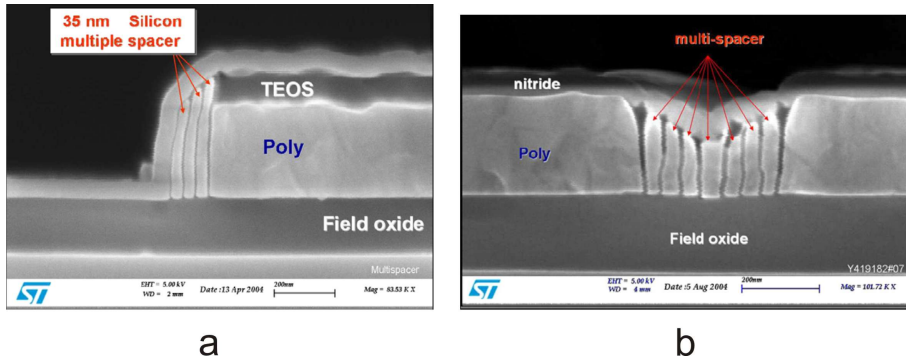 35 nm Silicon
multiple spacer
TEOS
Poly
Field oxide
Multispacer
ST
EHT = 5.00 kV
WD = 2 mm
Date :13 Apr 2004
200nm
Mag = 63.53 K X
a
multi-spacer
nitride
Poly
Field oxide
Y419182#07
ST
EHT = 5.00 kV
WD = 4 mm
Date :5 Aug 2004
200nm
Mag = 101.72 K X
b